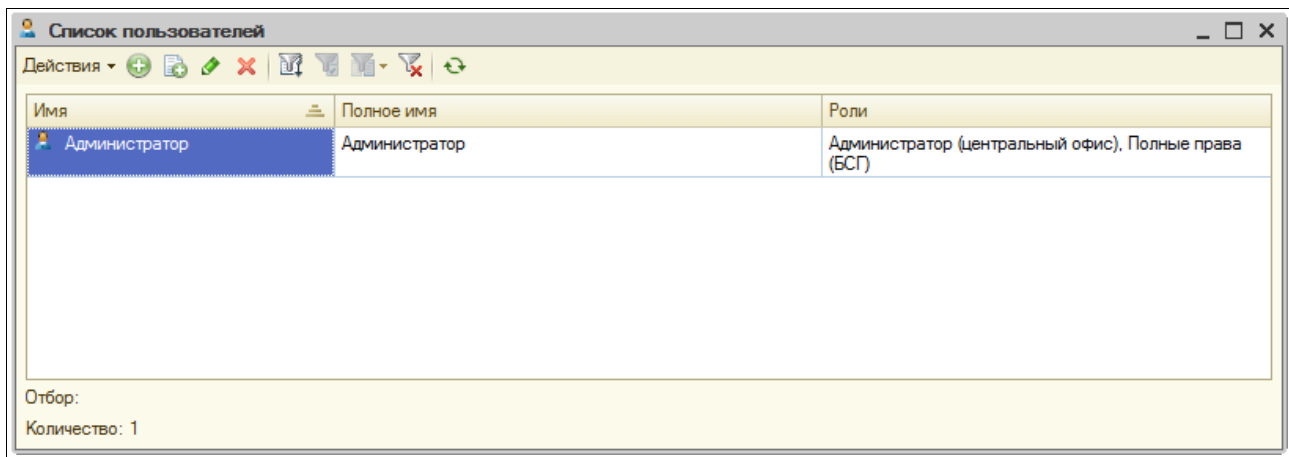 Список пользователей
Действия
Имя Полное имя Роли
Администратор Администратор Администратор (центральный офис), Полные права
(БСГ)
Отбор:
Количество: 1